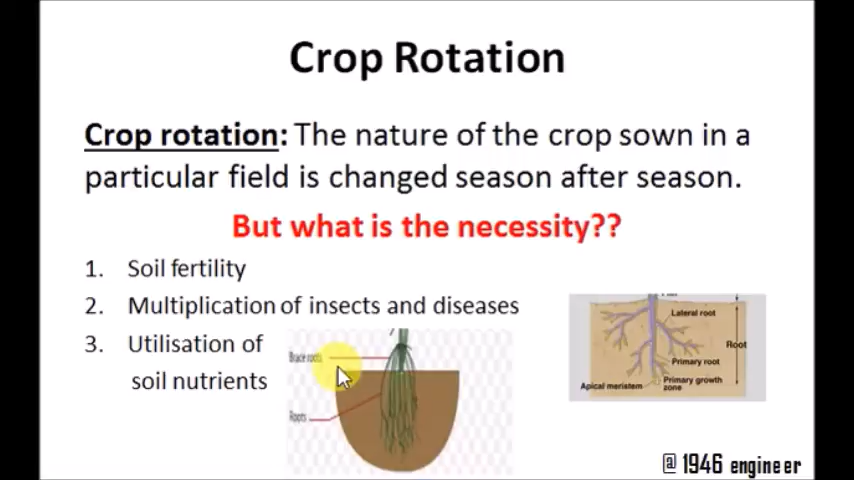 Crop Rotation
Crop rotation: The nature of the crop sown in a
particular field is changed season after season.
But what is the necessity??
1. Soil fertility
2. Multiplication of insects and diseases
3. Utilisation of
soil nutrients
Brace roots
Roots
Lateral root
Root
Primary root
Apical meristem
Primary growth
zone
@ 1946 engineer